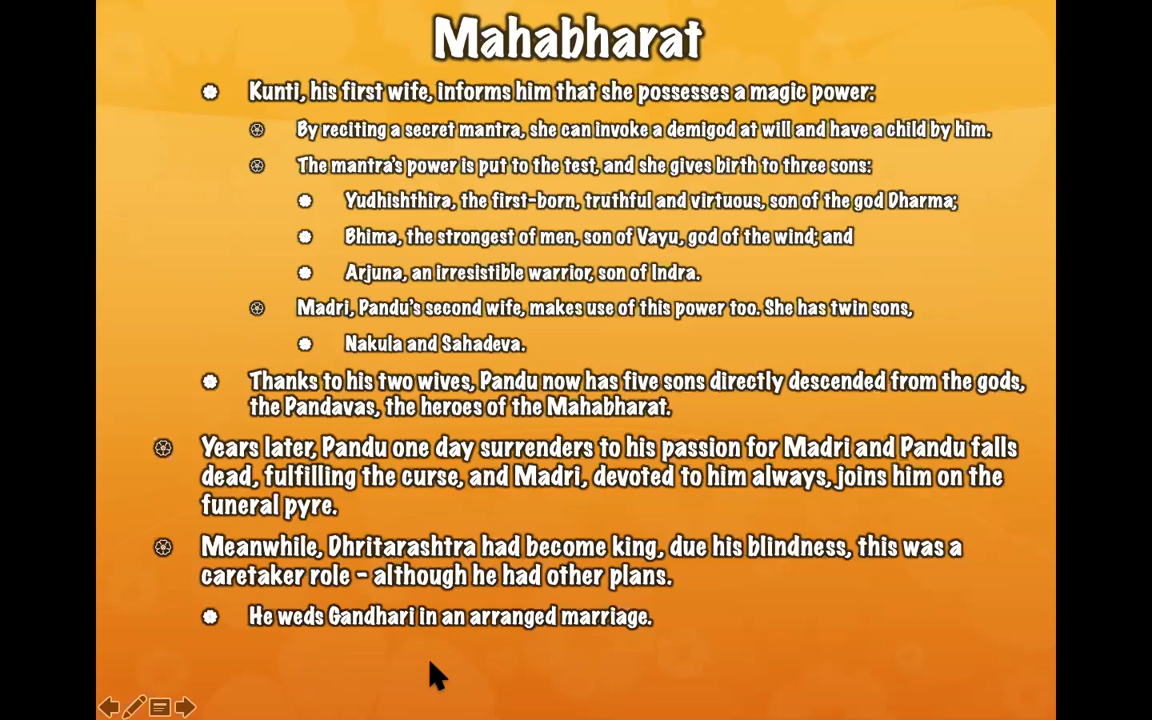 Mahabharat
Kunti, his first wife, informs him that she possesses a magic power:
By reciting a secret mantra, she can invoke a demigod at will and have a child by him.
The mantra's power is put to the test, and she gives birth to three sons:
Yudhishthira, the first-born, truthful and virtuous, son of the god Dharma;
Bhima, the strongest of men, son of Vayu, god of the wind; and
Arjuna, an irresistible warrior, son of Indra.
Madri, Pandu's second wife, makes use of this power too. She has twin sons,
Nakula and Sahadeva.
Thanks to his two wives, Pandu now has five sons directly descended from the gods,
the Pandavas, the heroes of the Mahabharat.
Years later, Pandu one day surrenders to his passion for Madri and Pandu falls
dead, fulfilling the curse, and Madri, devoted to him always, joins him on the
funeral pyre.
Meanwhile, Dhritarashtra had become king, due his blindness, this was a
caretaker role - although he had other plans.
He weds Gandhari in an arranged marriage.